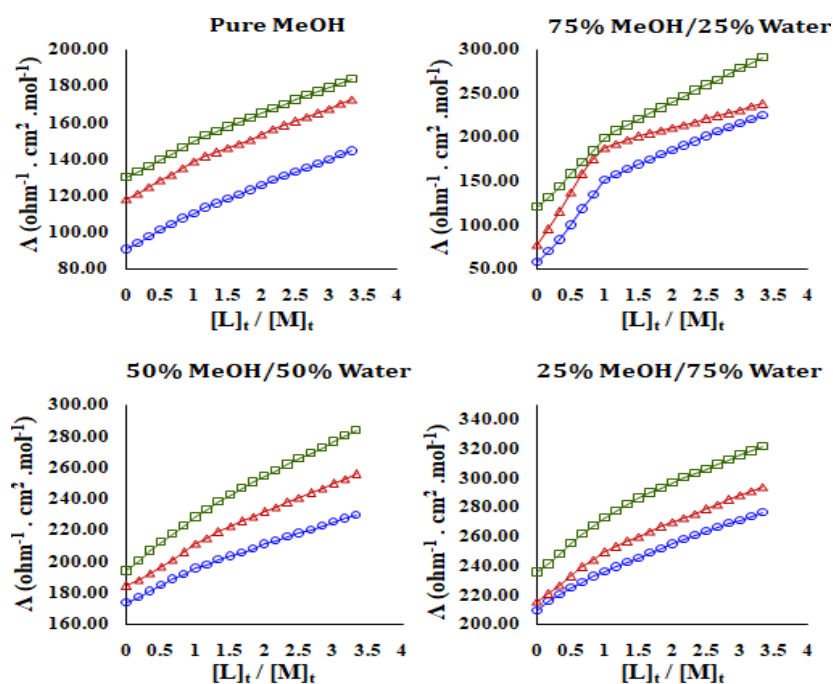 Pure MeOH
200.00
180.00
160.00
140.00
120.00
100.00
80.00
Λ (ohm⁻¹ . cm² .mol⁻¹)
0 0.5 1 1.5 2 2.5 3 3.5 4
[L]ₜ / [M]ₜ
75% MeOH/25% Water
300.00
250.00
200.00
150.00
100.00
50.00
Λ (ohm⁻¹ . cm² .mol⁻¹)
0 0.5 1 1.5 2 2.5 3 3.5
[L]ₜ / [M]ₜ
50% MeOH/50% Water
300.00
280.00
260.00
240.00
220.00
200.00
180.00
160.00
Λ (ohm⁻¹ . cm² .mol⁻¹)
0 0.5 1 1.5 2 2.5 3 3.5 4
[L]ₜ / [M]ₜ
25% MeOH/75% Water
340.00
320.00
300.00
280.00
260.00
240.00
220.00
200.00
Λ (ohm⁻¹ . cm² .mol⁻¹)
0 0.5 1 1.5 2 2.5 3 3.5 4
[L]ₜ / [M]ₜ